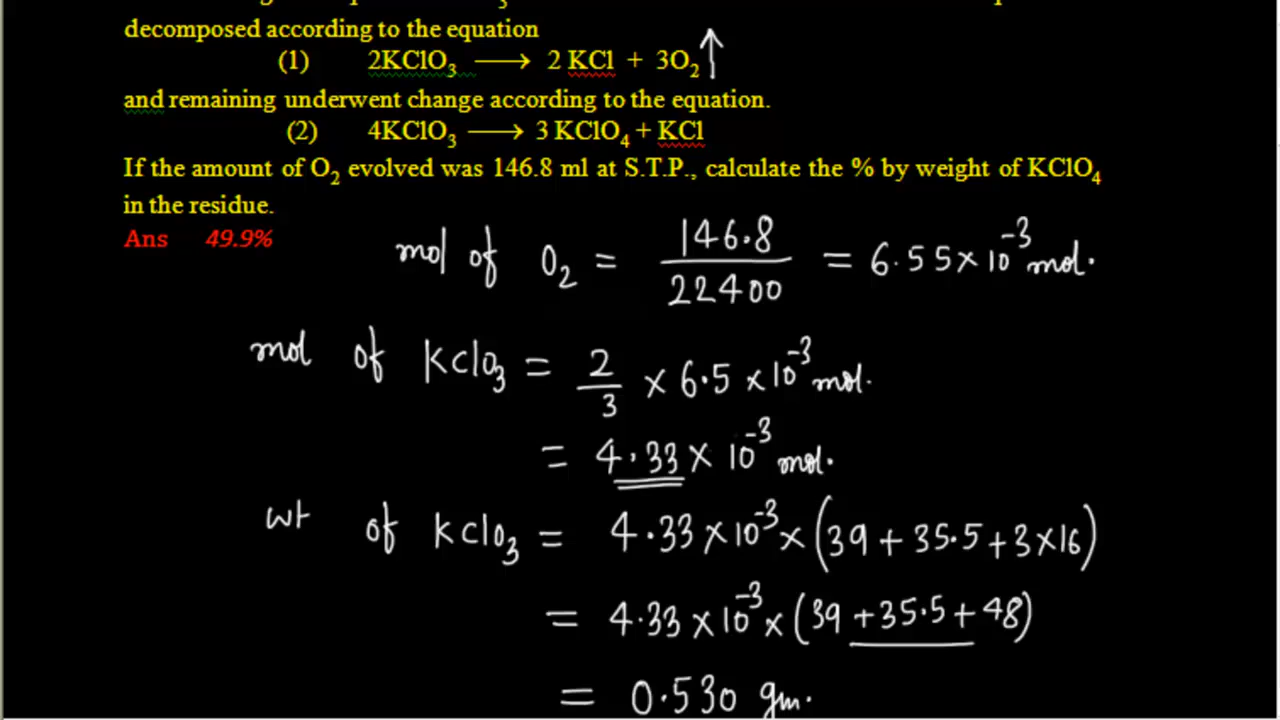 decomposed according to the equation
(1) 2KClO₃ ⟶ 2 KCl + 3O₂ ↑
and remaining underwent change according to the equation.
(2) 4KClO₃ ⟶ 3 KClO₄ + KCl
If the amount of O₂ evolved was 146.8 ml at S.T.P., calculate the % by weight of KClO₄
in the residue.
Ans 49.9%
mol of O₂ = 146.8 / 22400 = 6.55 × 10⁻³ mol.
mol of KClO₃ = 2/3 × 6.5 × 10⁻³ mol.
= 4.33 × 10⁻³ mol.
wt of KClO₃ = 4.33 × 10⁻³ × (39 + 35.5 + 3 × 16)
= 4.33 × 10⁻³ × (39 + 35.5 + 48)
= 0.530 gm.